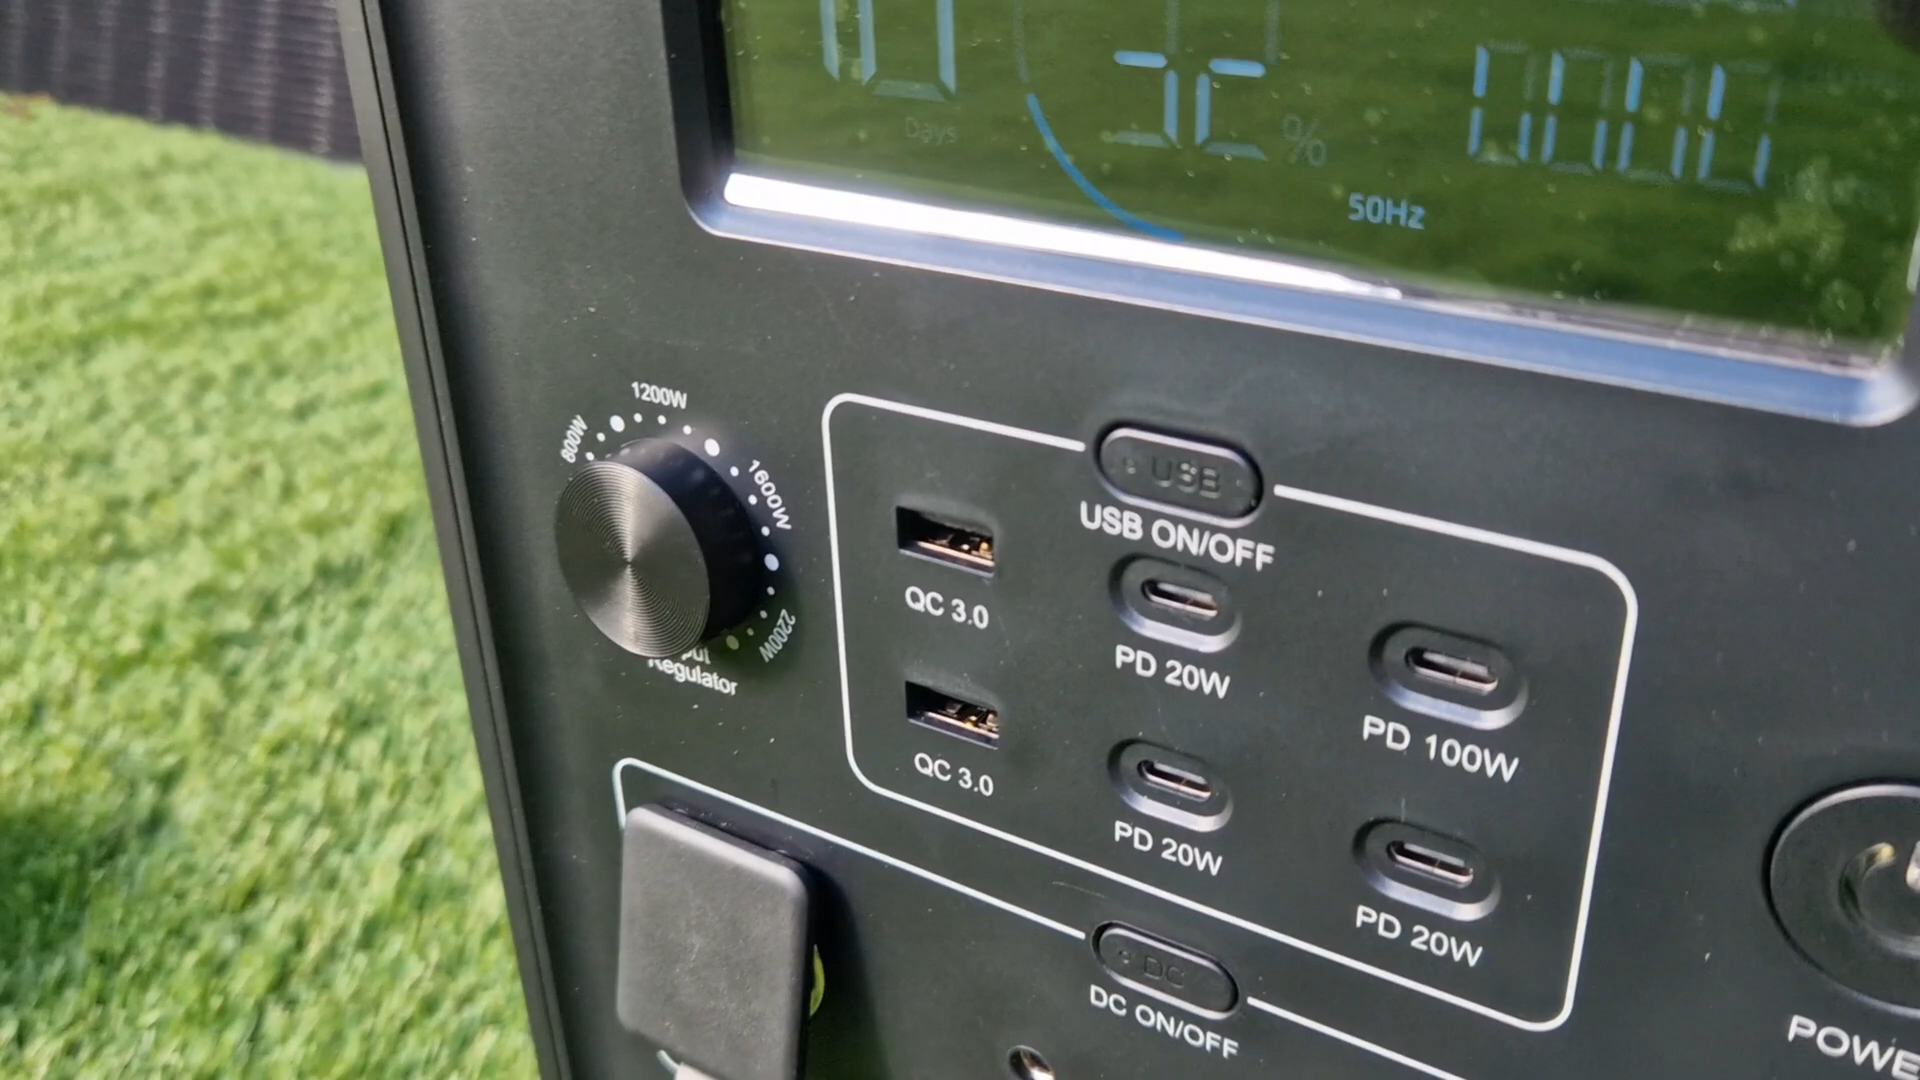 Days
%
50Hz
800W
1200W
1600W
2200W
Regulator
USB
USB ON/OFF
QC 3.0
PD 20W
PD 100W
QC 3.0
PD 20W
PD 20W
DC
DC ON/OFF